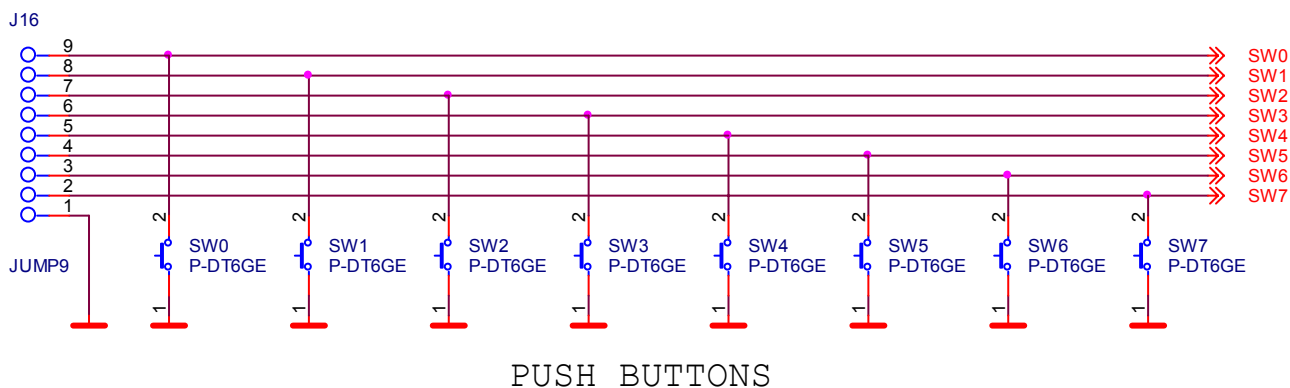 J16
9 SW0
8 SW1
7 SW2
6 SW3
5 SW4
4 SW5
3 SW6
2 SW7
1
2 2 2 2 2 2 2 2
SW0 SW1 SW2 SW3 SW4 SW5 SW6 SW7
JUMP9 P-DT6GE P-DT6GE P-DT6GE P-DT6GE P-DT6GE P-DT6GE P-DT6GE P-DT6GE
1 1 1 1 1 1 1 1
PUSH BUTTONS